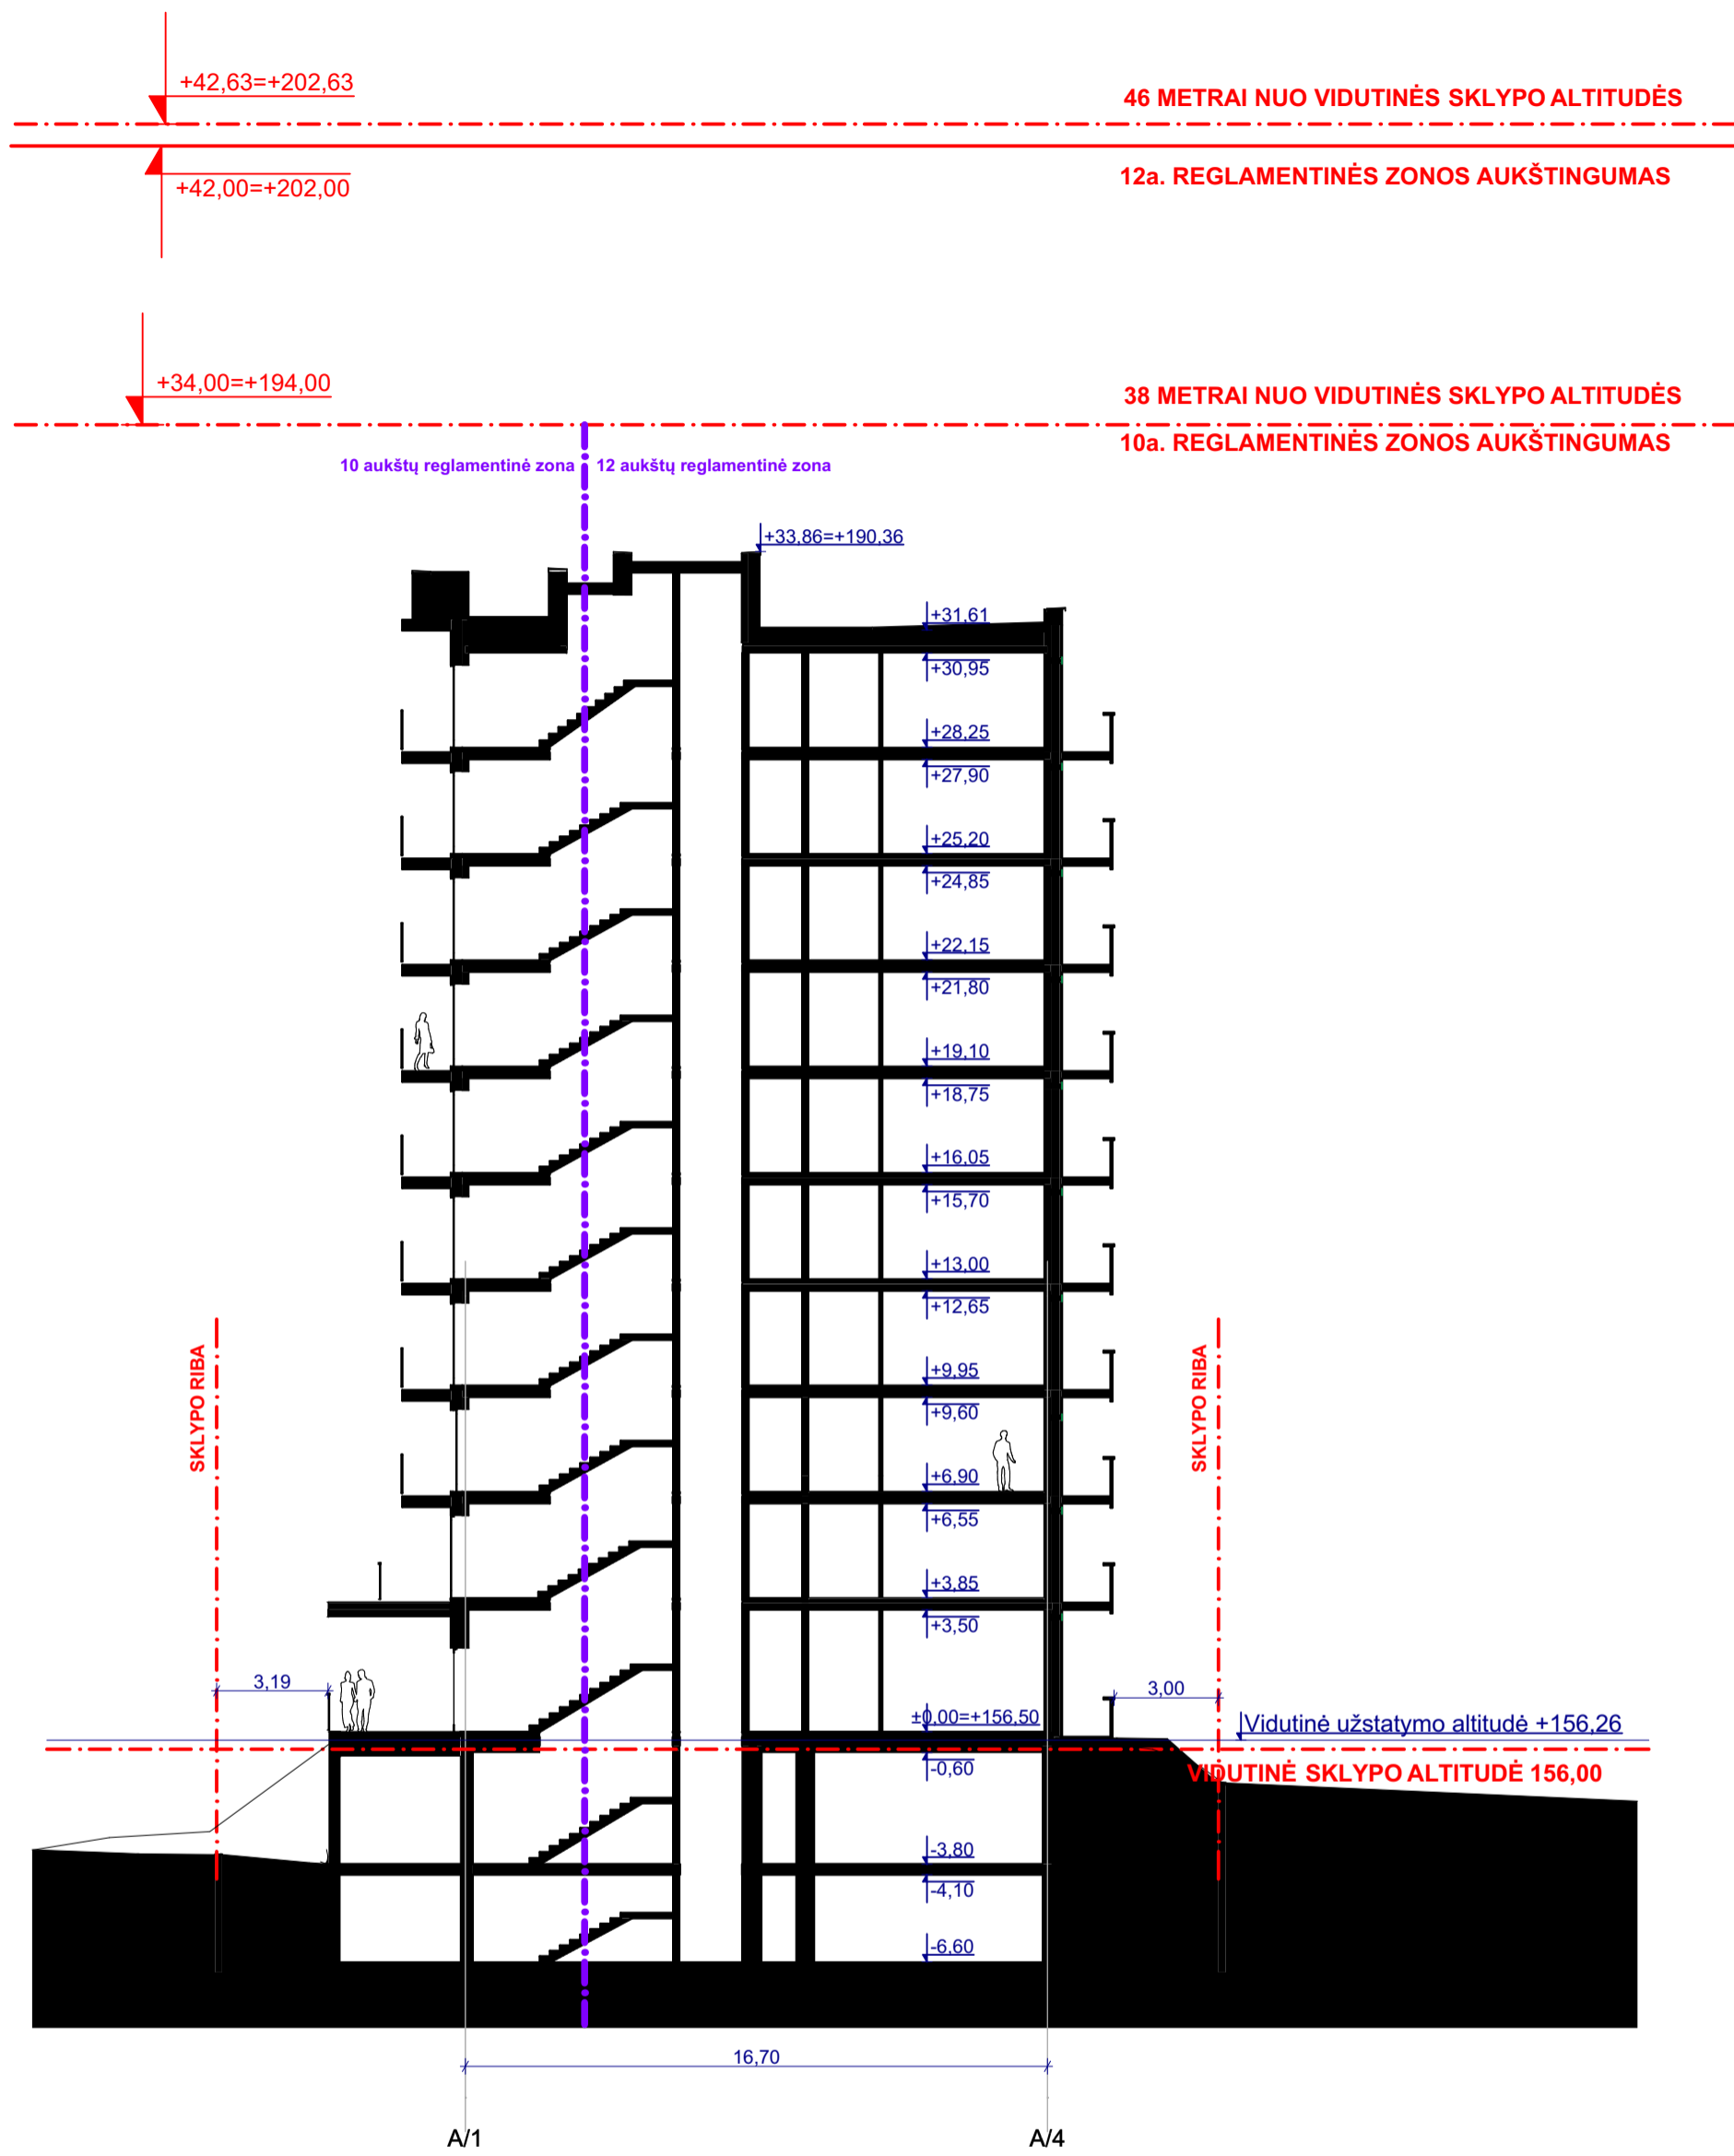 +42,63=+202,63
46 METRAI NUO VIDUTINĖS SKLYPO ALTITUDĖS
12a. REGLAMENTINĖS ZONOS AUKŠTINGUMAS
+42,00=+202,00
+34,00=+194,00
38 METRAI NUO VIDUTINĖS SKLYPO ALTITUDĖS
10a. REGLAMENTINĖS ZONOS AUKŠTINGUMAS
10 aukštų reglamentinė zona
12 aukštų reglamentinė zona
+33,86=+190,36
+31,61
+30,95
+28,25
+27,90
+25,20
+24,85
+22,15
+21,80
+19,10
+18,75
+16,05
+15,70
+13,00
+12,65
SKLYPO RIBA
SKLYPO RIBA
+9,95
+9,60
+6,90
+6,55
+3,85
+3,50
3,19
3,00
±0,00=+156,50
Vidutinė užstatymo altitudė +156,26
-0,60
VIDUTINĖ SKLYPO ALTITUDĖ 156,00
-3,80
-4,10
-6,60
16,70
A/1
A/4